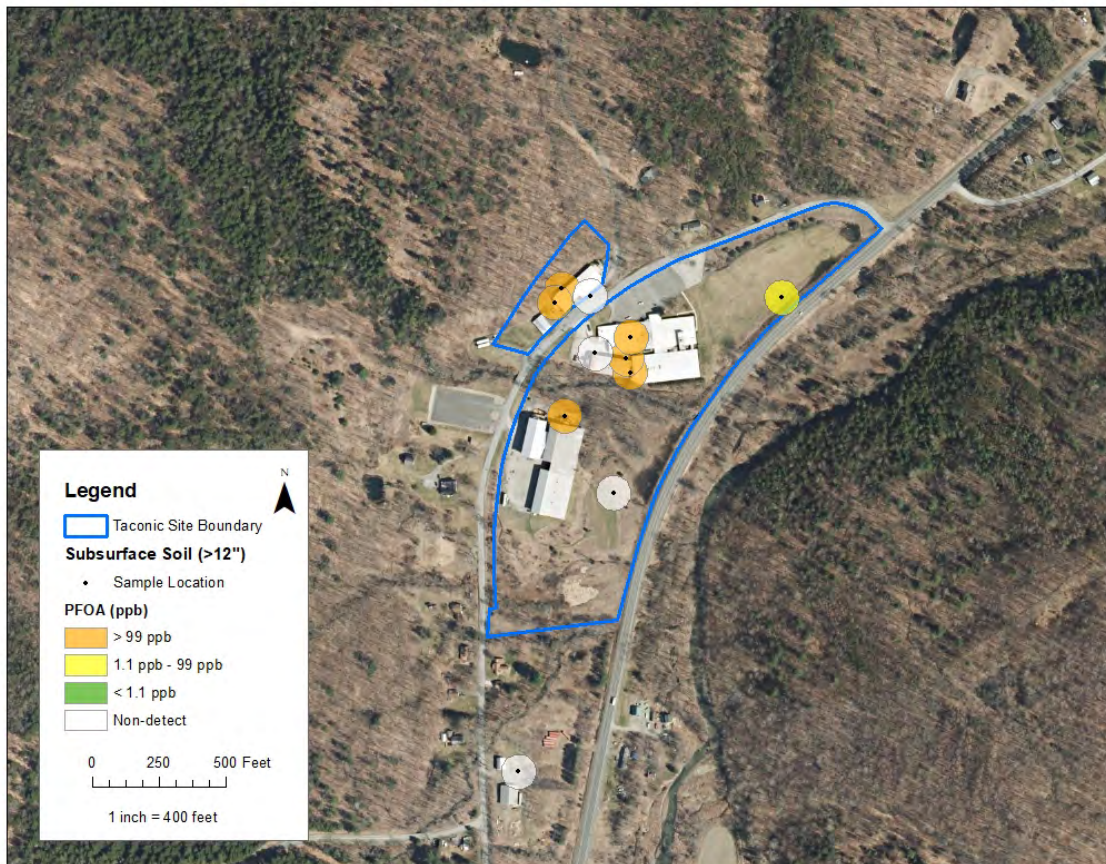 Legend
N
Taconic Site Boundary
Subsurface Soil (>12")
Sample Location
PFOA (ppb)
> 99 ppb
1.1 ppb - 99 ppb
< 1.1 ppb
Non-detect
0 250 500 Feet
1 inch = 400 feet